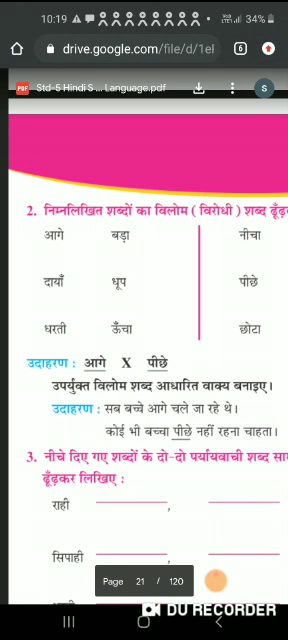 10:19 34%
drive.google.com/file/d/1el 6
PDF Std-5 Hindi S ... Language.pdf S
2. निम्नलिखित शब्दों का विलोम ( विरोधी ) शब्द
आगे बड़ा नीचा
दायाँ धूप पीछे
धरती ऊँचा छोटा
उदाहरण : आगे X पीछे
उपर्युक्त विलोम शब्द आधारित वाक्य बनाइए।
उदाहरण : सब बच्चे आगे चले जा रहे थे।
कोई भी बच्चा पीछे नहीं रहना चाहता।
3. नीचे दिए गए शब्दों के दो-दो पर्यायवाची शब्द
ढूँढ़कर लिखिए :
राही ,
सिपाही ,
Page 21 / 120
DU RECORDER